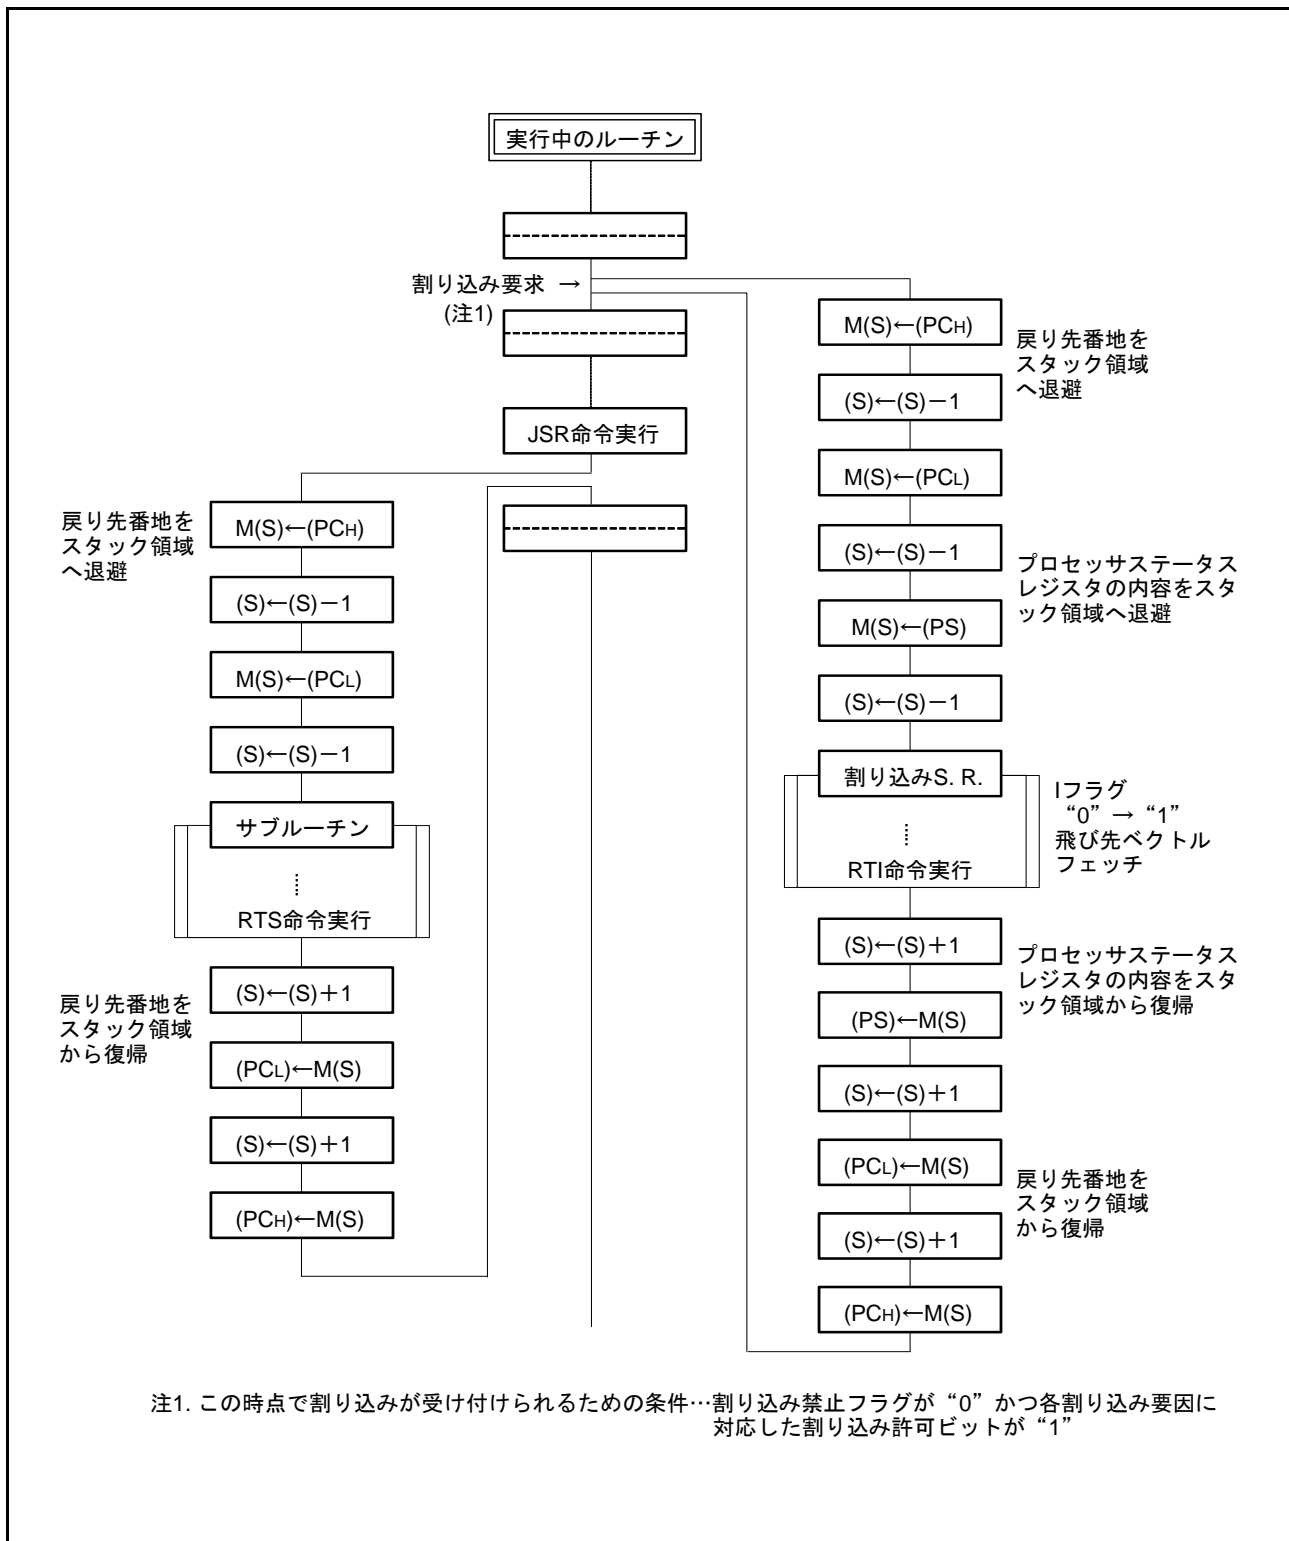 実行中のルーチン
割り込み要求 →
(注1)
JSR命令実行
戻り先番地を
スタック領域
へ退避
M(S)←(PCH)
(S)←(S)－1
M(S)←(PCL)
(S)←(S)－1
サブルーチン
RTS命令実行
戻り先番地を
スタック領域
から復帰
(S)←(S)＋1
(PCL)←M(S)
(S)←(S)＋1
(PCH)←M(S)
M(S)←(PCH)
戻り先番地を
スタック領域
へ退避
(S)←(S)－1
M(S)←(PCL)
(S)←(S)－1
プロセッサステータス
レジスタの内容をスタ
ック領域へ退避
M(S)←(PS)
(S)←(S)－1
割り込みS. R.
RTI命令実行
Iフラグ
“0”→“1”
飛び先ベクトル
フェッチ
(S)←(S)＋1
プロセッサステータス
レジスタの内容をスタ
ック領域から復帰
(PS)←M(S)
(S)←(S)＋1
(PCL)←M(S)
戻り先番地を
スタック領域
から復帰
(S)←(S)＋1
(PCH)←M(S)
注1. この時点で割り込みが受け付けられるための条件…割り込み禁止フラグが“0”かつ各割り込み要因に
対応した割り込み許可ビットが“1”